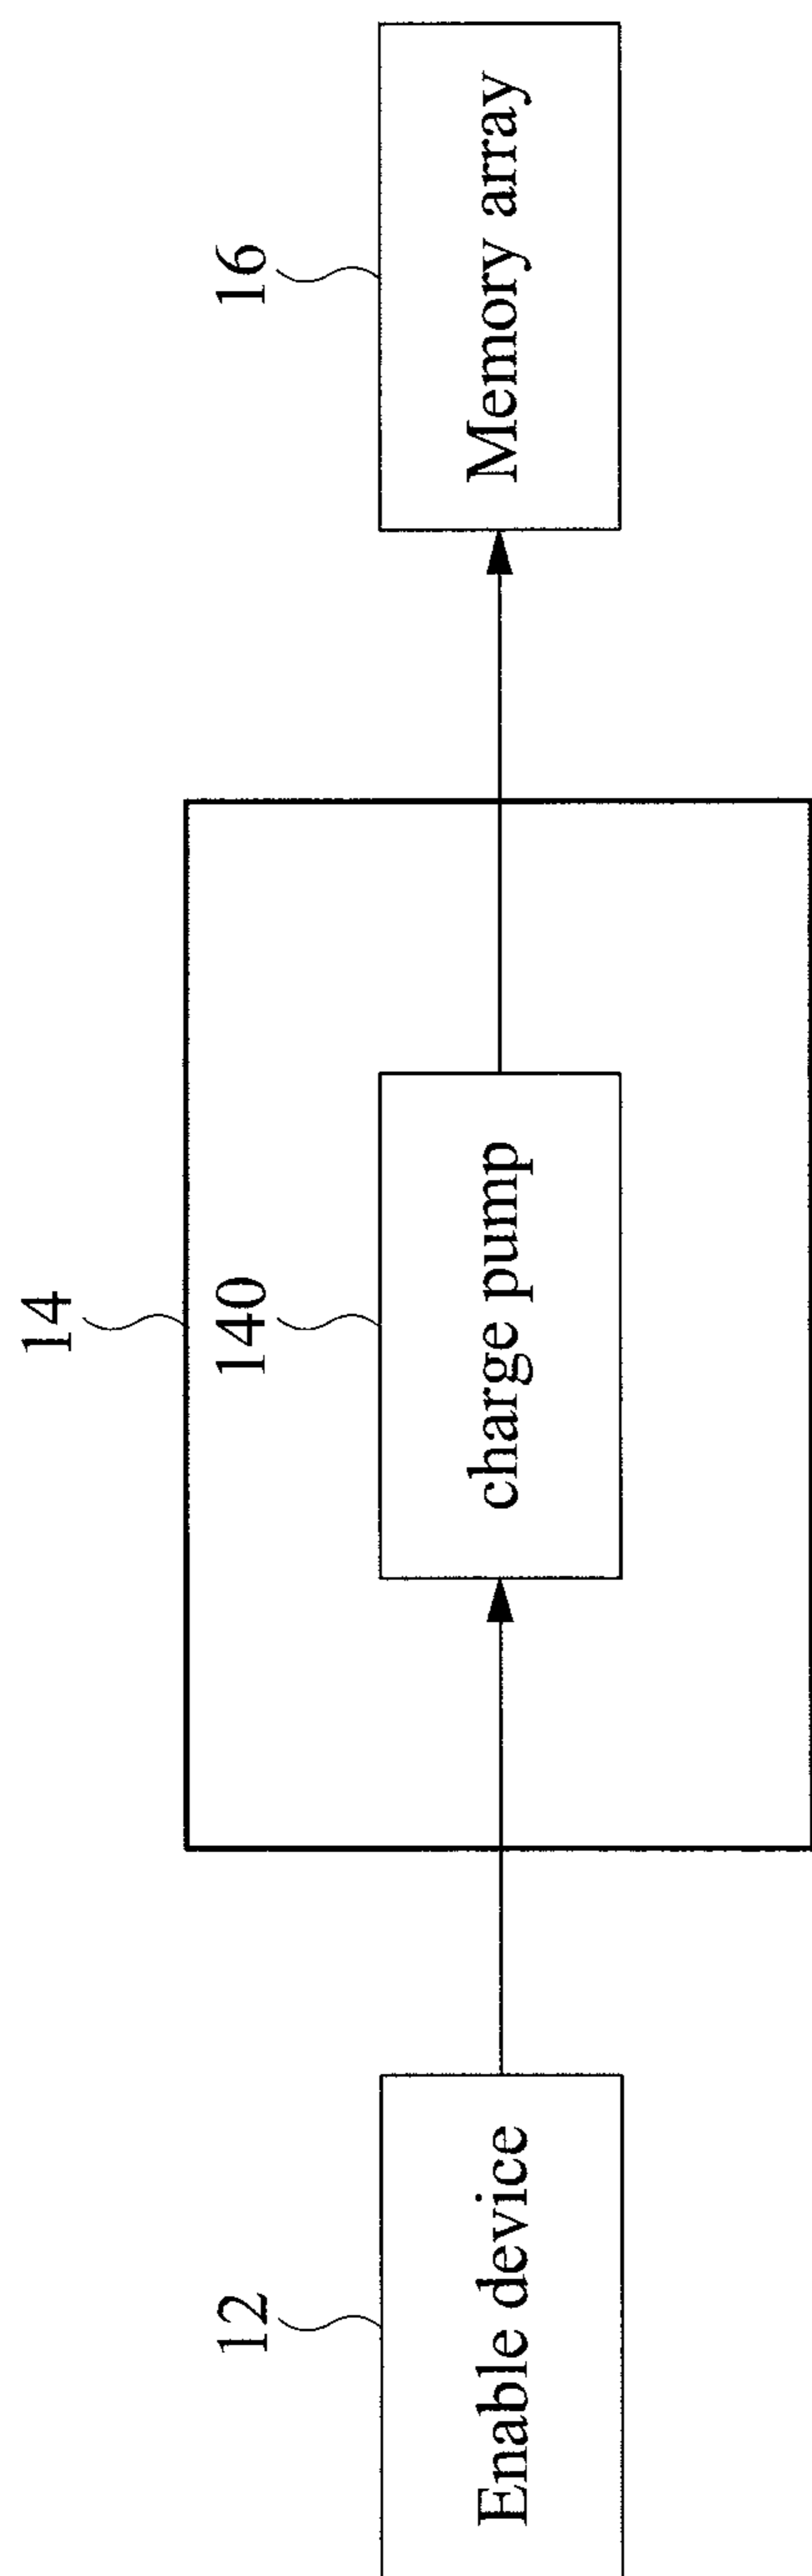 14
12
140
16
Enable device
charge pump
Memory array